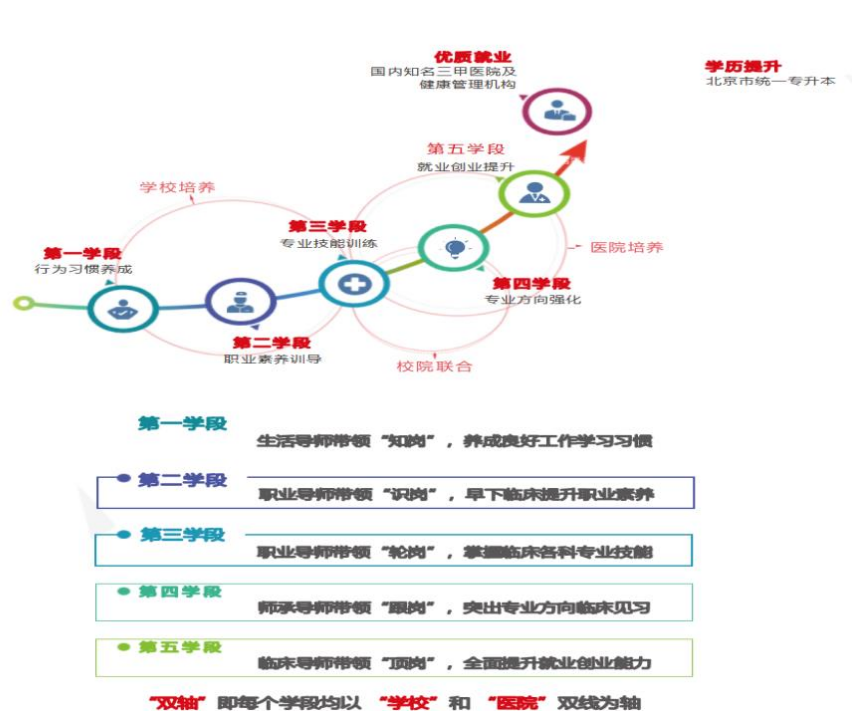 优质就业
国内知名三甲医院及
健康管理机构
学历提升
北京市统一专升本
第五学段
就业创业提升
学校培养
第三学段
专业技能训练
医院培养
第一学段
行为习惯养成
第四学段
专业方向强化
第二学段
职业素养训导
校院联合
第一学段
生活导师带领“知岗”，养成良好工作学习习惯
第二学段
职业导师带领“识岗”，早下临床提升职业素养
第三学段
职业导师带领“轮岗”，掌握临床各科专业技能
第四学段
师承导师带领“跟岗”，突出专业方向临床见习
第五学段
临床导师带领“顶岗”，全面提升就业创业能力
“双轴”即每个学段均以“学校”和“医院”双线为轴